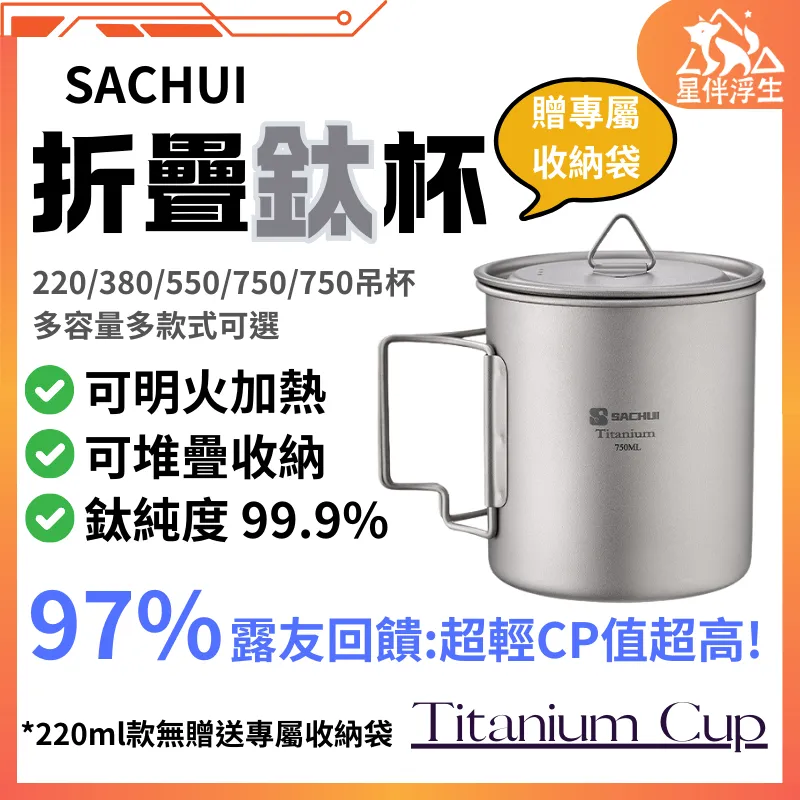 SACHUI
星伴浮生
折疊鈦杯
贈專屬
收納袋
220/380/550/750/750吊杯
多容量多款式可選
可明火加熱
可堆疊收納
鈦純度 99.9%
SACHUI
Titanium
750ML
97% 露友回饋:超輕CP值超高!
*220ml款無贈送專屬收納袋
Titanium Cup